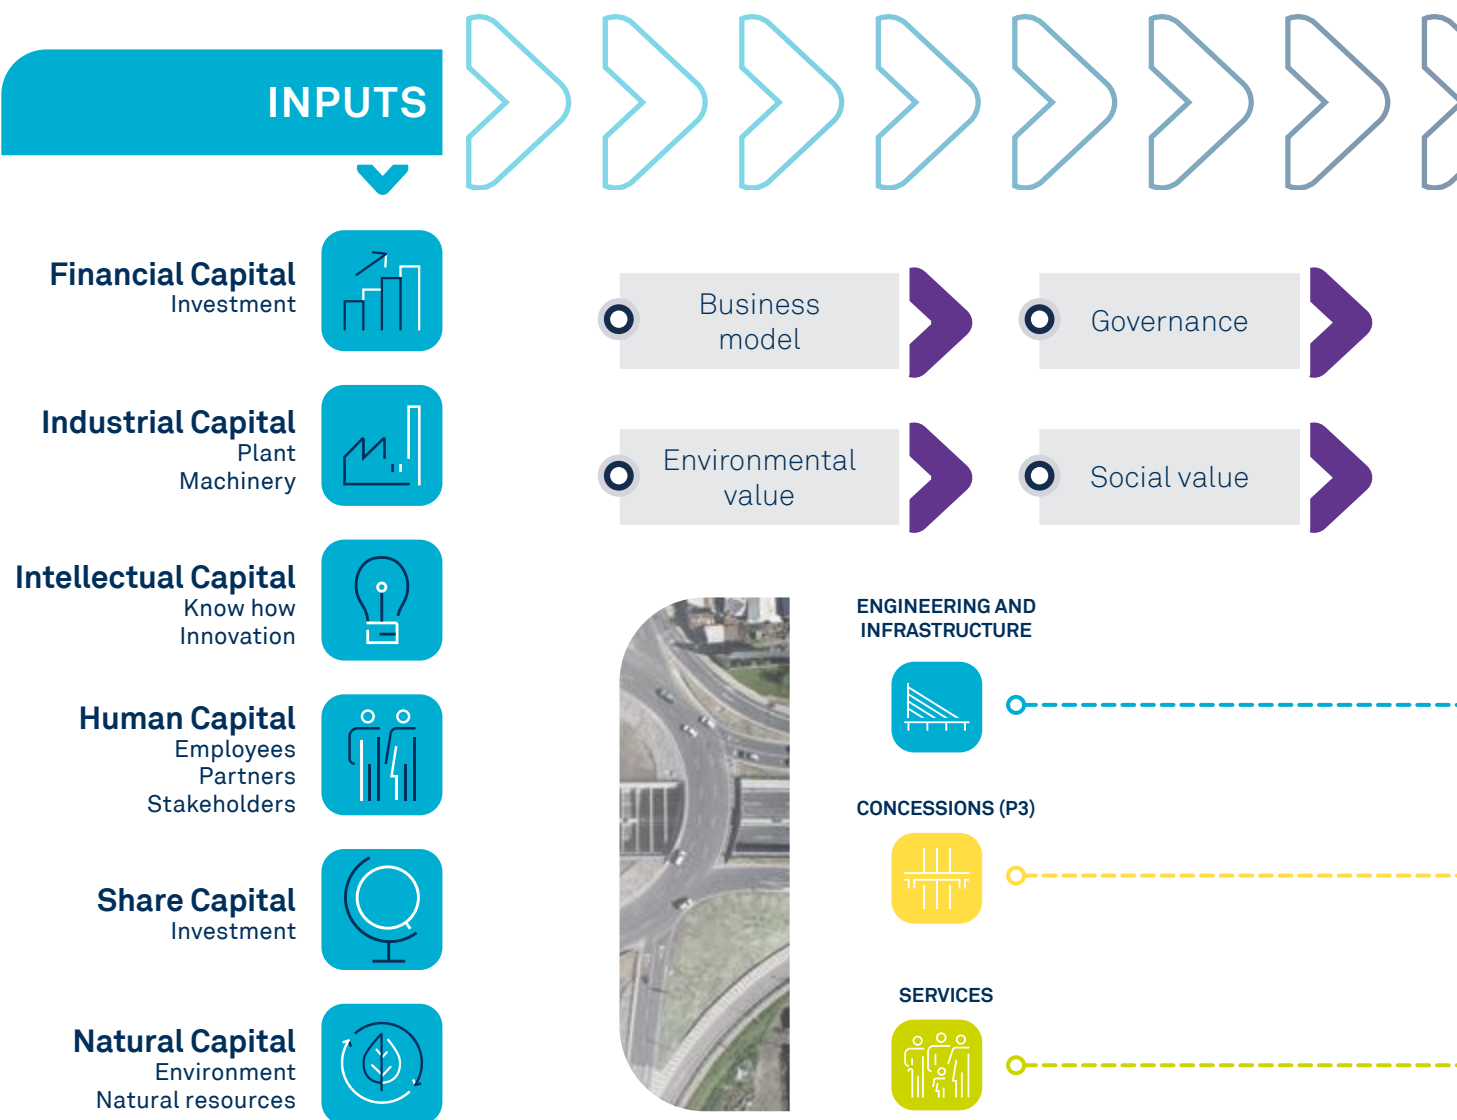 INPUTS
Financial Capital
Investment
Industrial Capital
Plant
Machinery
Intellectual Capital
Know how
Innovation
Human Capital
Employees
Partners
Stakeholders
Share Capital
Investment
Natural Capital
Environment
Natural resources
Business
model
Governance
Environmental
value
Social value
ENGINEERING AND
INFRASTRUCTURE
CONCESSIONS (P3)
SERVICES